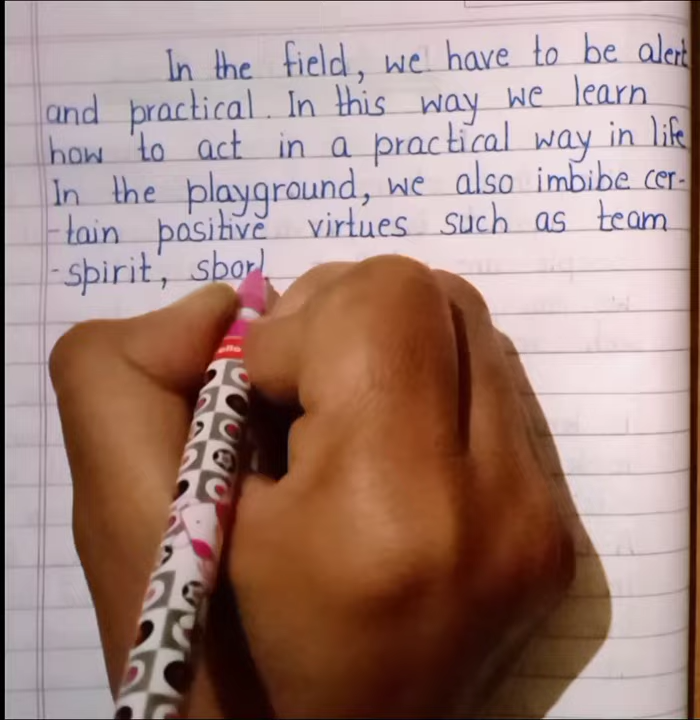 In the field, we have to be alert
and practical. In this way we learn
how to act in a practical way in life
In the playground, we also imbibe cer-
-tain positive virtues such as team
-spirit,